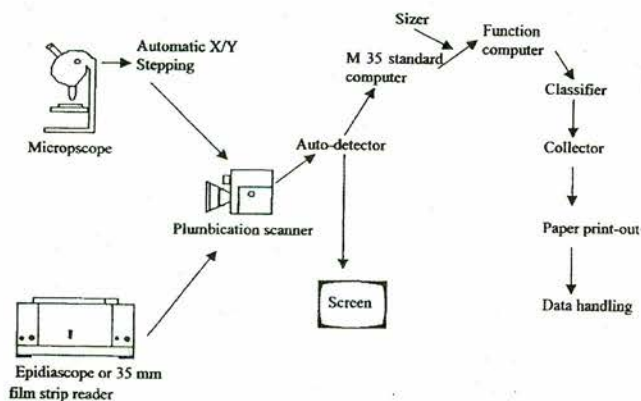 Sizer
Function
computer
Automatic X/Y
Stepping
M 35 standard
computer
Classifier
Micropscope
Auto-detector
Collector
Plumbication scanner
Paper print-out
Screen
Data handling
Epidiascope or 35 mm
film strip reader